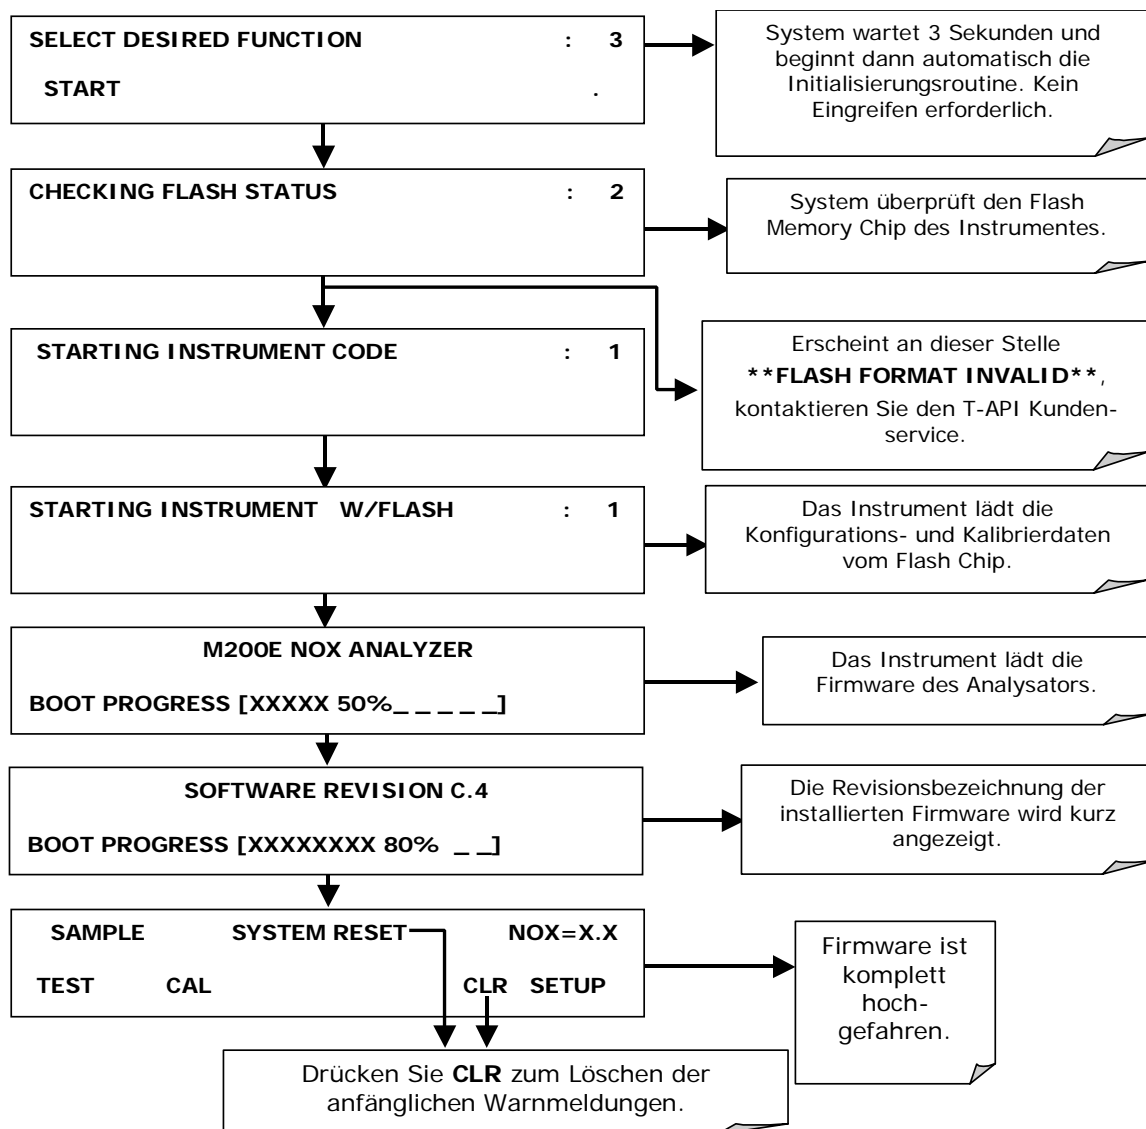 SELECT DESIRED FUNCTION : 3
START .
System wartet 3 Sekunden und
beginnt dann automatisch die
Initialisierungsroutine. Kein
Eingreifen erforderlich.
CHECKING FLASH STATUS : 2
System überprüft den Flash
Memory Chip des Instrumentes.
STARTING INSTRUMENT CODE : 1
Erscheint an dieser Stelle
**FLASH FORMAT INVALID**,
kontaktieren Sie den T-API Kunden-
service.
STARTING INSTRUMENT W/FLASH : 1
Das Instrument lädt die
Konfigurations- und Kalibrierdaten
vom Flash Chip.
M200E NOX ANALYZER
BOOT PROGRESS [XXXXX 50%_ _ _ _ _]
Das Instrument lädt die
Firmware des Analysators.
SOFTWARE REVISION C.4
BOOT PROGRESS [XXXXXXXX 80% _ _]
Die Revisionsbezeichnung der
installierten Firmware wird kurz
angezeigt.
SAMPLE SYSTEM RESET NOX=X.X
TEST CAL CLR SETUP
Firmware ist
komplett
hoch-
gefahren.
Drücken Sie CLR zum Löschen der
anfänglichen Warnmeldungen.